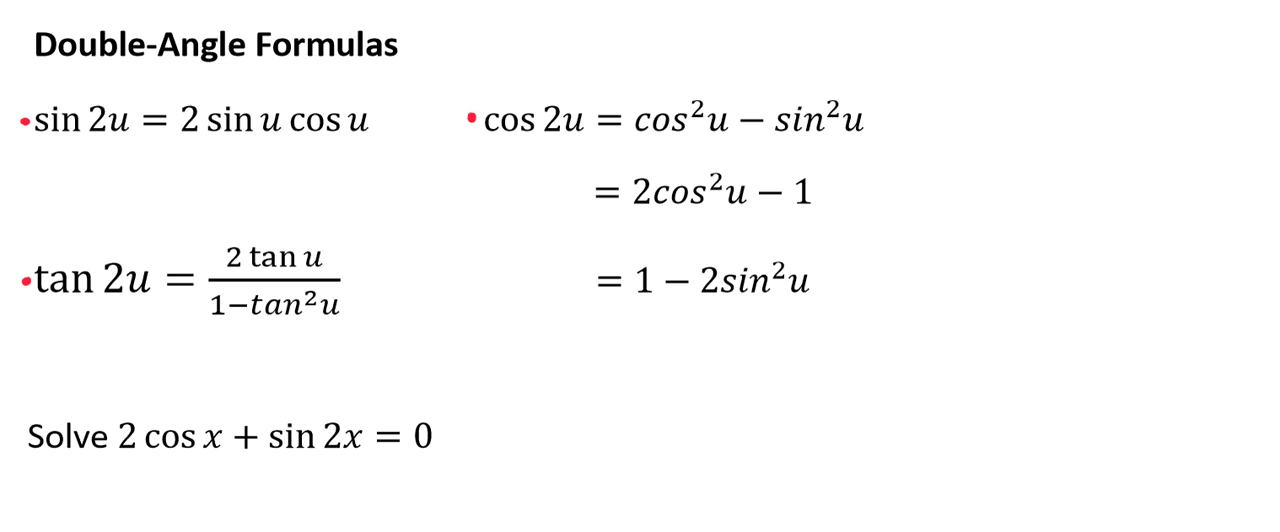 Double-Angle Formulas
•sin 2u = 2 sin u cos u
•cos 2u = cos²u − sin²u
= 2cos²u − 1
•tan 2u = \frac{2 tan u}{1−tan²u}
= 1 − 2sin²u
Solve 2 cos x + sin 2x = 0